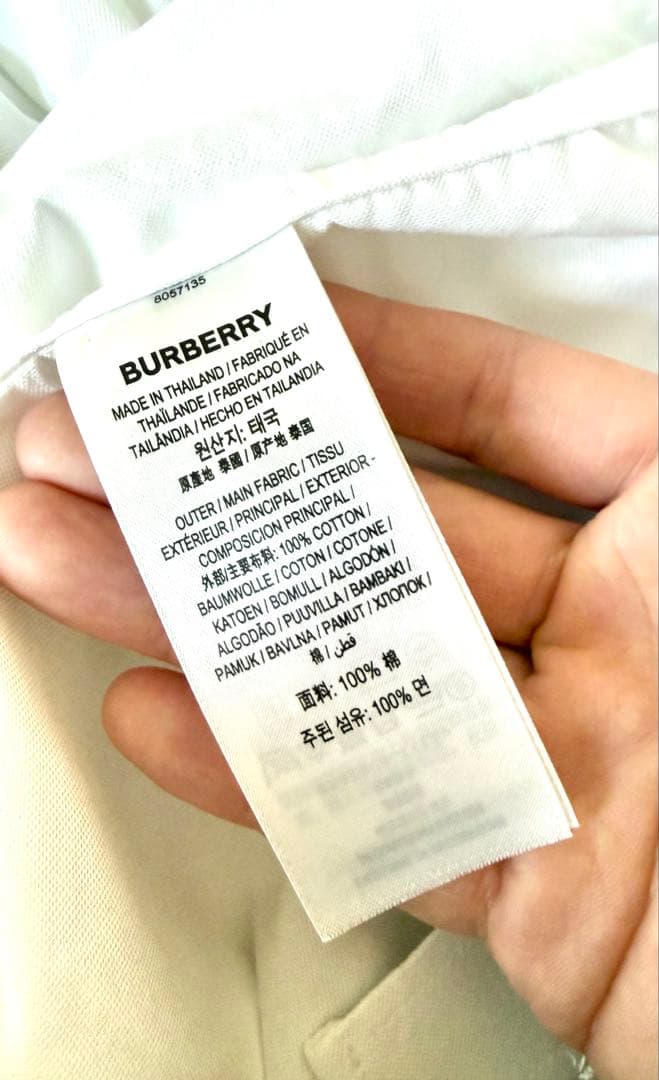 8057135
BURBERRY
MADE IN THAILAND / FABRIQUÉ EN
THAÏLANDE / FABRICADO NA
TAILÂNDIA / HECHO EN TAILANDIA
원산지: 태국
原產地 泰國 / 原产地 泰国
OUTER / MAIN FABRIC / TISSU
EXTÉRIEUR / PRINCIPAL / EXTERIOR -
COMPOSICION PRINCIPAL /
外部/主要布料: 100% COTTON /
BAUMWOLLE / COTON / COTONE /
KATOEN / BOMULL / ALGODÓN /
ALGODÃO / PUUVILLA / BAMBAKI /
PAMUK / BAVLNA / PAMUT / ХЛОПОК /
棉 / قطن
面料: 100% 棉
주된 섬유: 100% 면